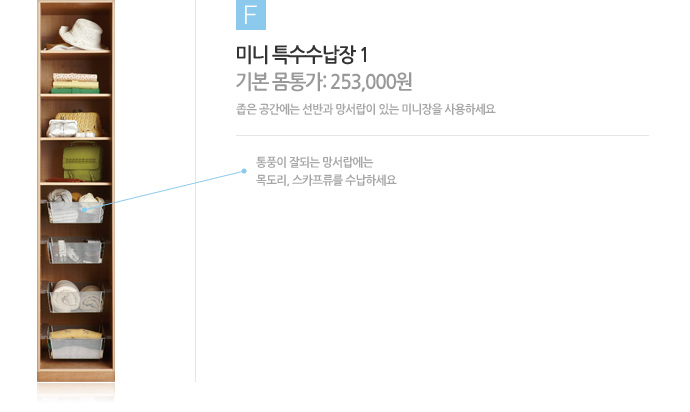 F
미니 특수수납장 1
기본 몸통가: 253,000원
좁은 공간에는 선반과 망서랍이 있는 미니장을 사용하세요
통풍이 잘되는 망서랍에는
목도리, 스카프류를 수납하세요